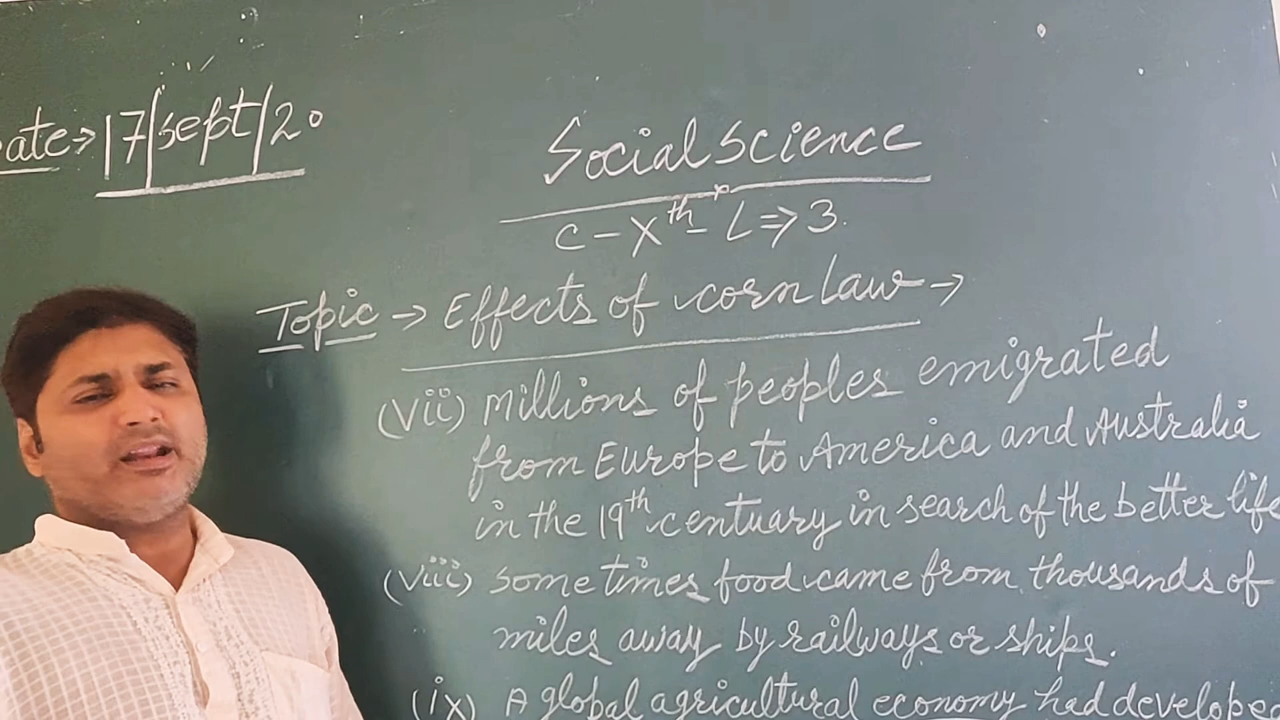 ate → 17/sept/20
Social Science
C - Xth - L ⇒ 3.
Topic → Effects of corn Law →
(vii) Millions of peoples emigrated
from Europe to America and Australia
in the 19th centuary in search of the better life
(viii) Some times food came from thousands of
miles away by railways or ships.
(ix) A global agricultural economy had developed